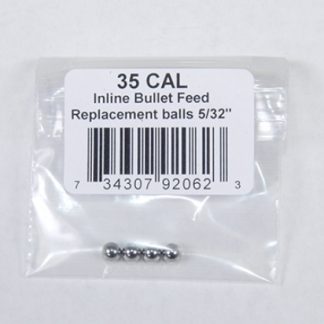 35 CAL
Inline Bullet Feed
Replacement balls 5/32"
7 34307 92062 3